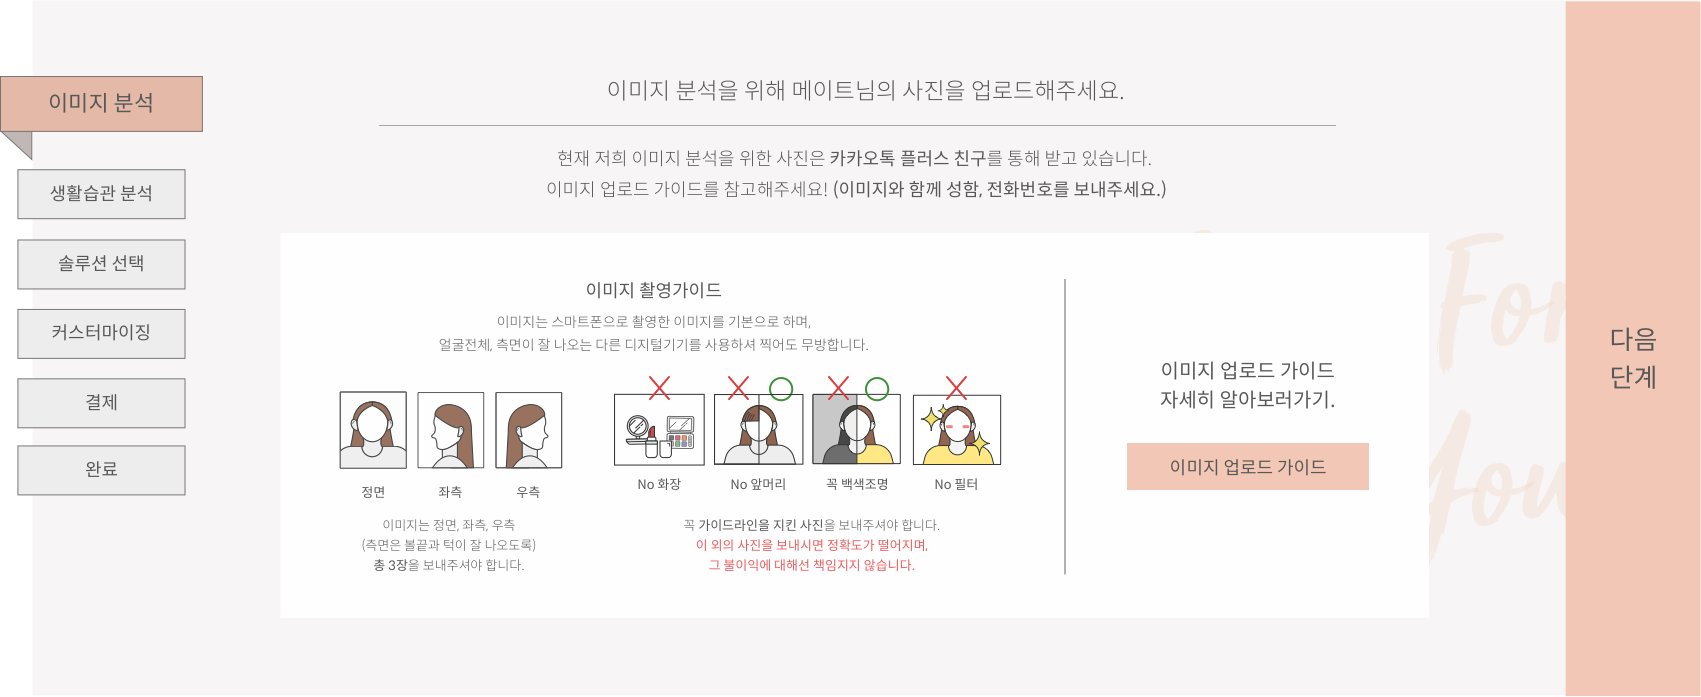 이미지 분석
생활습관 분석
솔루션 선택
커스터마이징
결제
완료
이미지 분석을 위해 메이트님의 사진을 업로드해주세요.
현재 저희 이미지 분석을 위한 사진은 카카오톡 플러스 친구를 통해 받고 있습니다.
이미지 업로드 가이드를 참고해주세요! (이미지와 함께 성함, 전화번호를 보내주세요.)
이미지 촬영가이드
이미지는 스마트폰으로 촬영한 이미지를 기본으로 하며,
얼굴전체, 측면이 잘 나오는 다른 디지털기기를 사용하셔 찍어도 무방합니다.
정면
좌측
우측
No 화장
No 앞머리
꼭 백색조명
No 필터
이미지는 정면, 좌측, 우측
(측면은 볼끝과 턱이 잘 나오도록)
총 3장을 보내주셔야 합니다.
꼭 가이드라인을 지킨 사진을 보내주셔야 합니다.
이 외의 사진을 보내시면 정확도가 떨어지며,
그 불이익에 대해선 책임지지 않습니다.
이미지 업로드 가이드
자세히 알아보러가기.
이미지 업로드 가이드
For
You
다음
단계